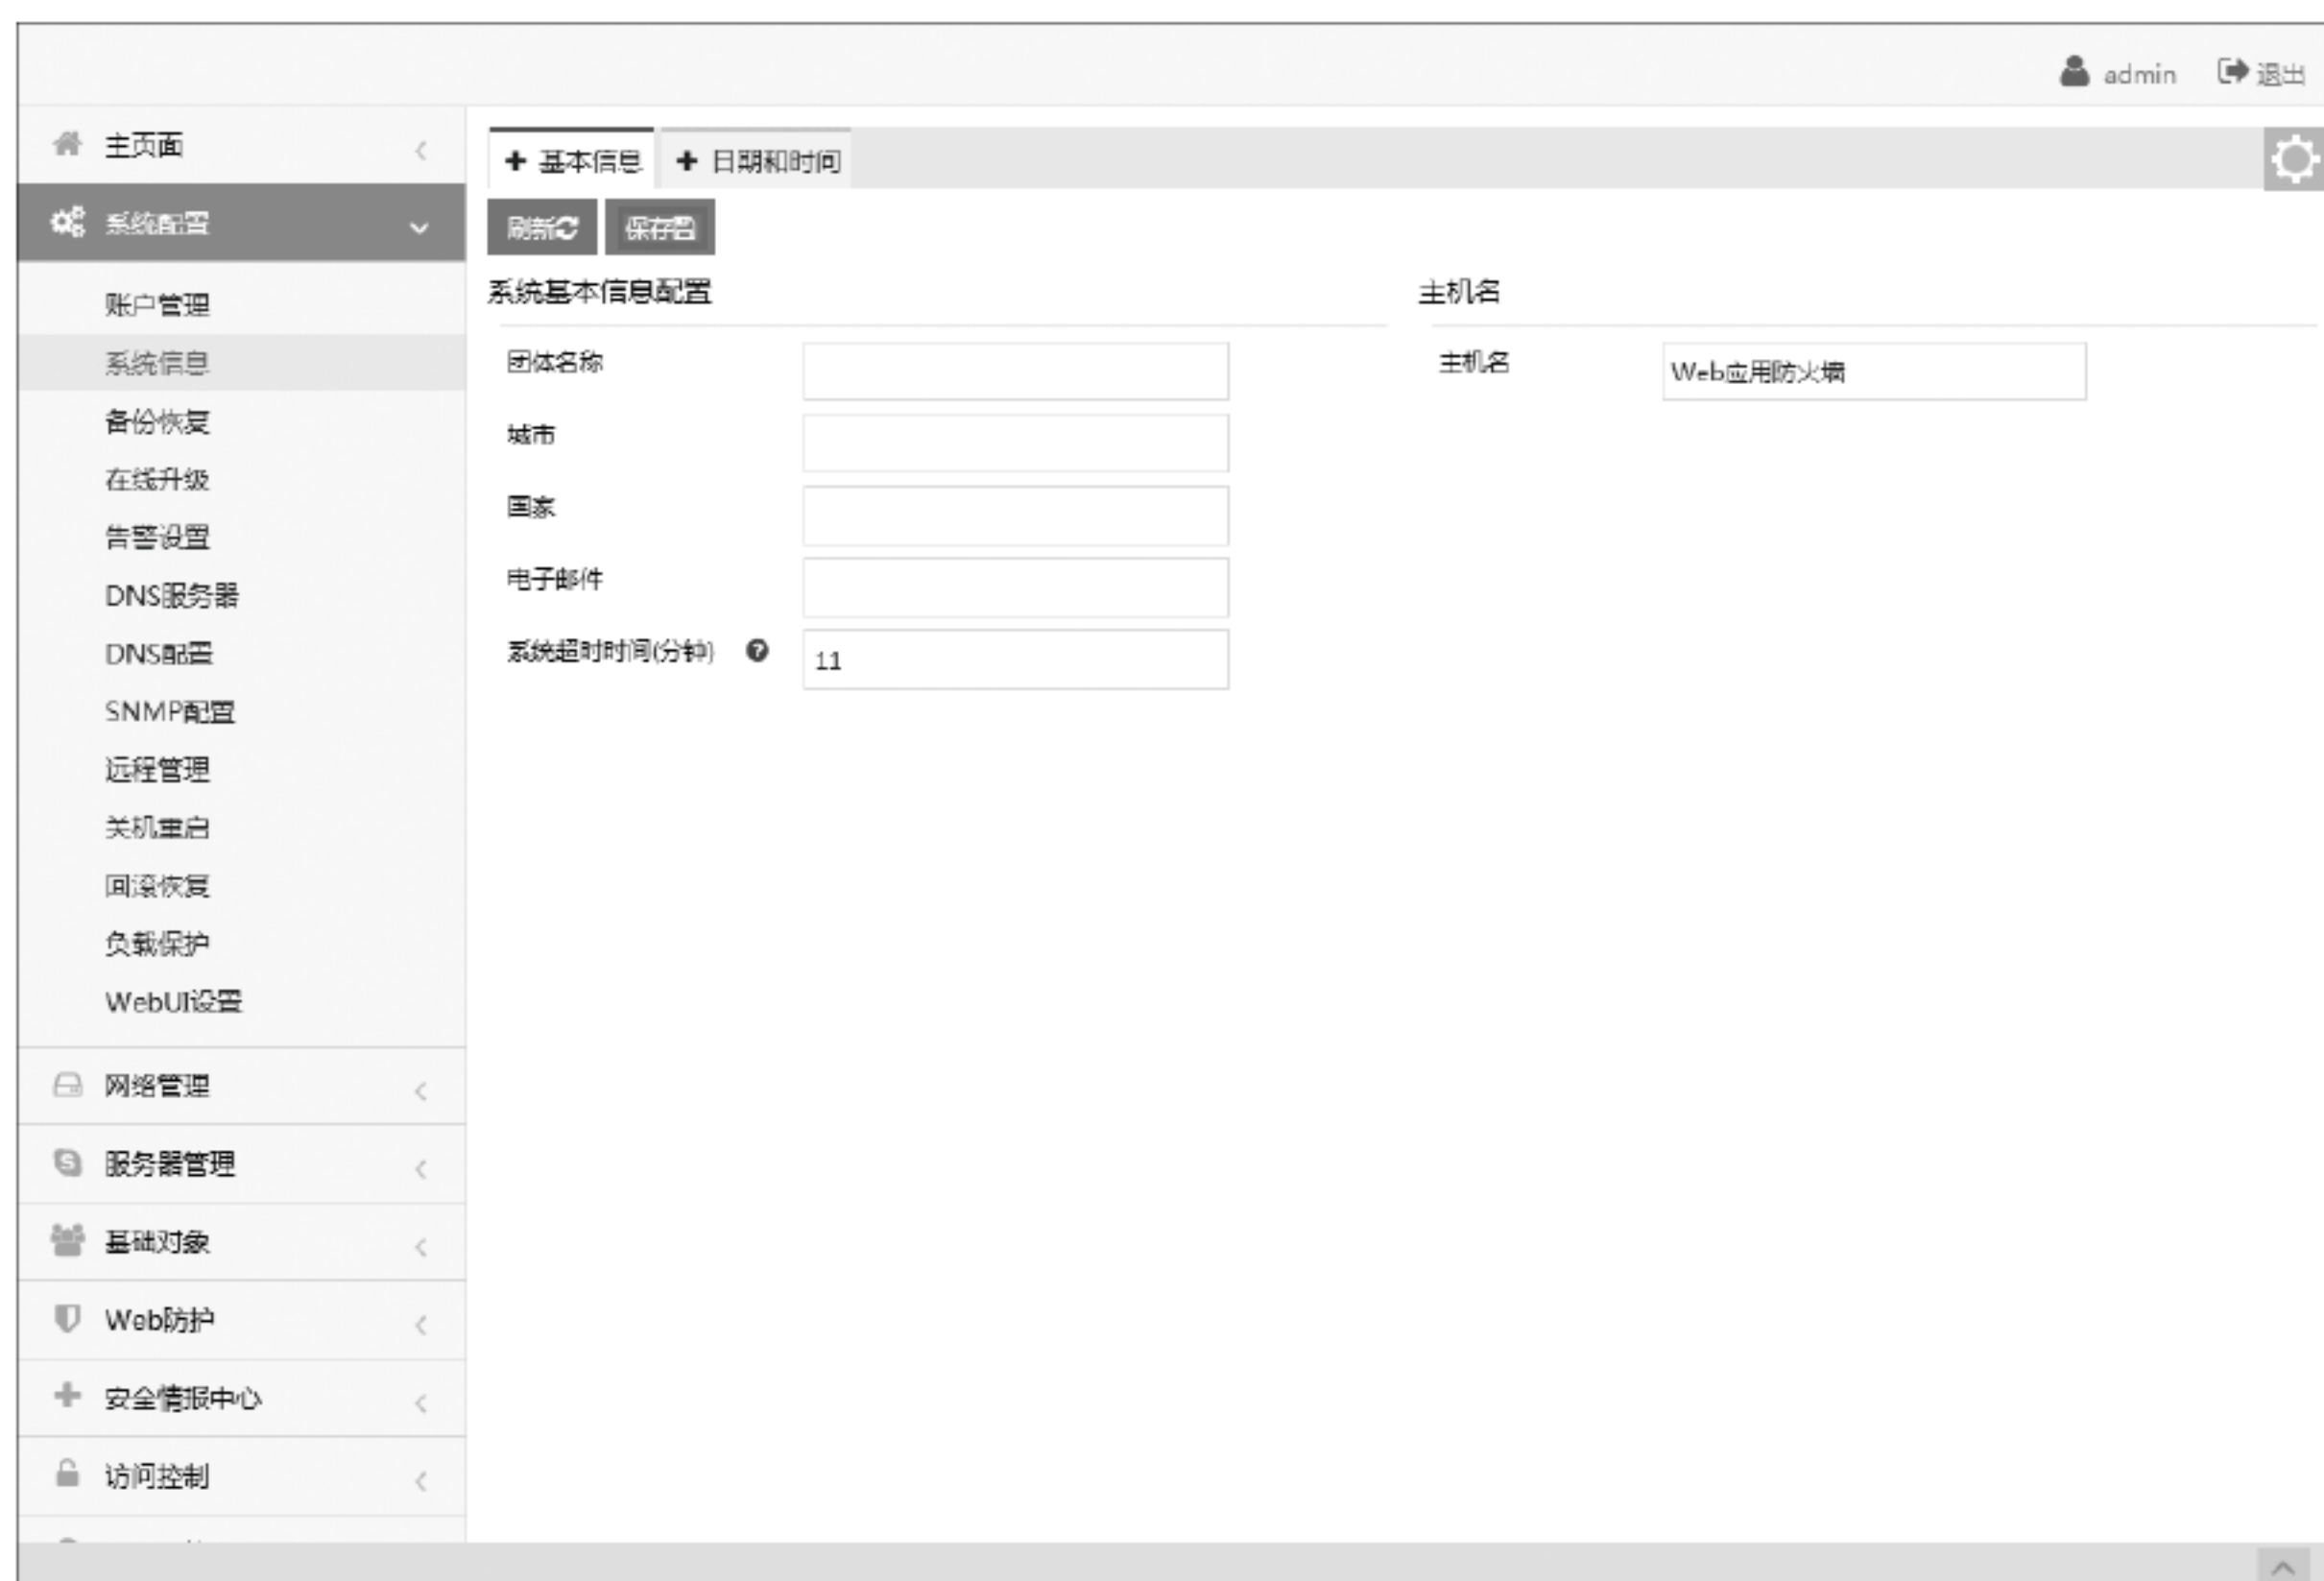 admin 退出
主页面
系统配置
账户管理
系统信息
备份恢复
在线升级
告警设置
DNS服务器
DNS配置
SNMP配置
远程管理
关机重启
回滚恢复
负载保护
WebUI设置
网络管理
服务器管理
基础对象
Web防护
安全情报中心
访问控制
基本信息 日期和时间
刷新 保存
系统基本信息配置
团体名称
城市
国家
电子邮件
系统超时时间(分钟) 11
主机名
主机名 Web应用防火墙